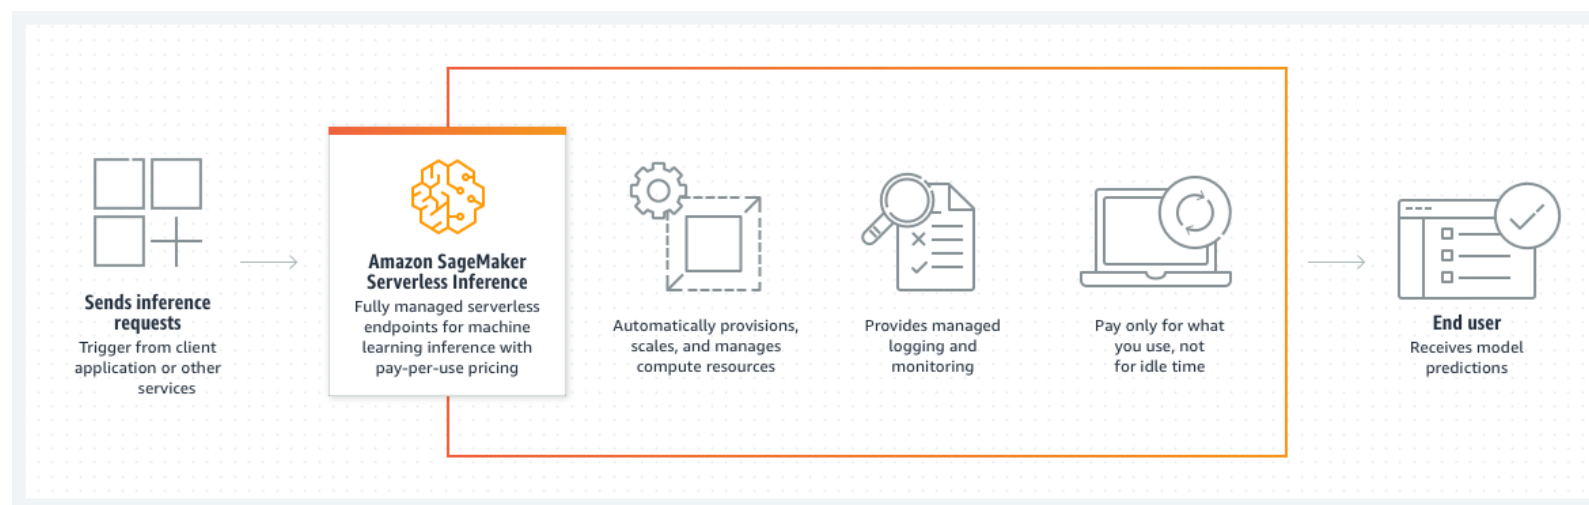 Sends inference
requests
Trigger from client
application or other
services
Amazon SageMaker
Serverless Inference
Fully managed serverless
endpoints for machine
learning inference with
pay-per-use pricing
Automatically provisions,
scales, and manages
compute resources
Provides managed
logging and
monitoring
Pay only for what
you use, not
for idle time
End user
Receives model
predictions